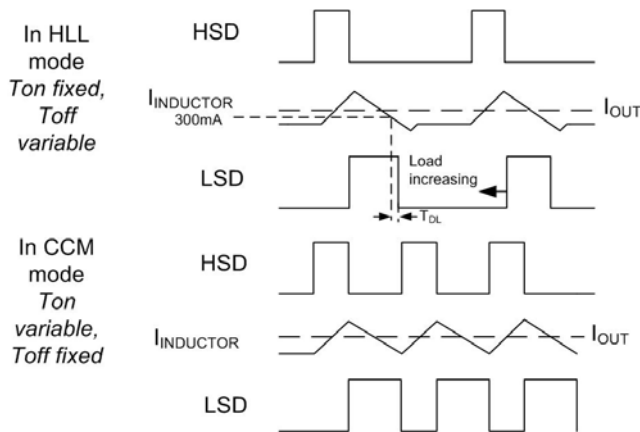 In HLL
mode
Ton fixed,
Toff
variable
HSD
IINDUCTOR
300mA
IOUT
LSD
Load
increasing
TDL
In CCM
mode
Ton
variable,
Toff fixed
HSD
IINDUCTOR
IOUT
LSD